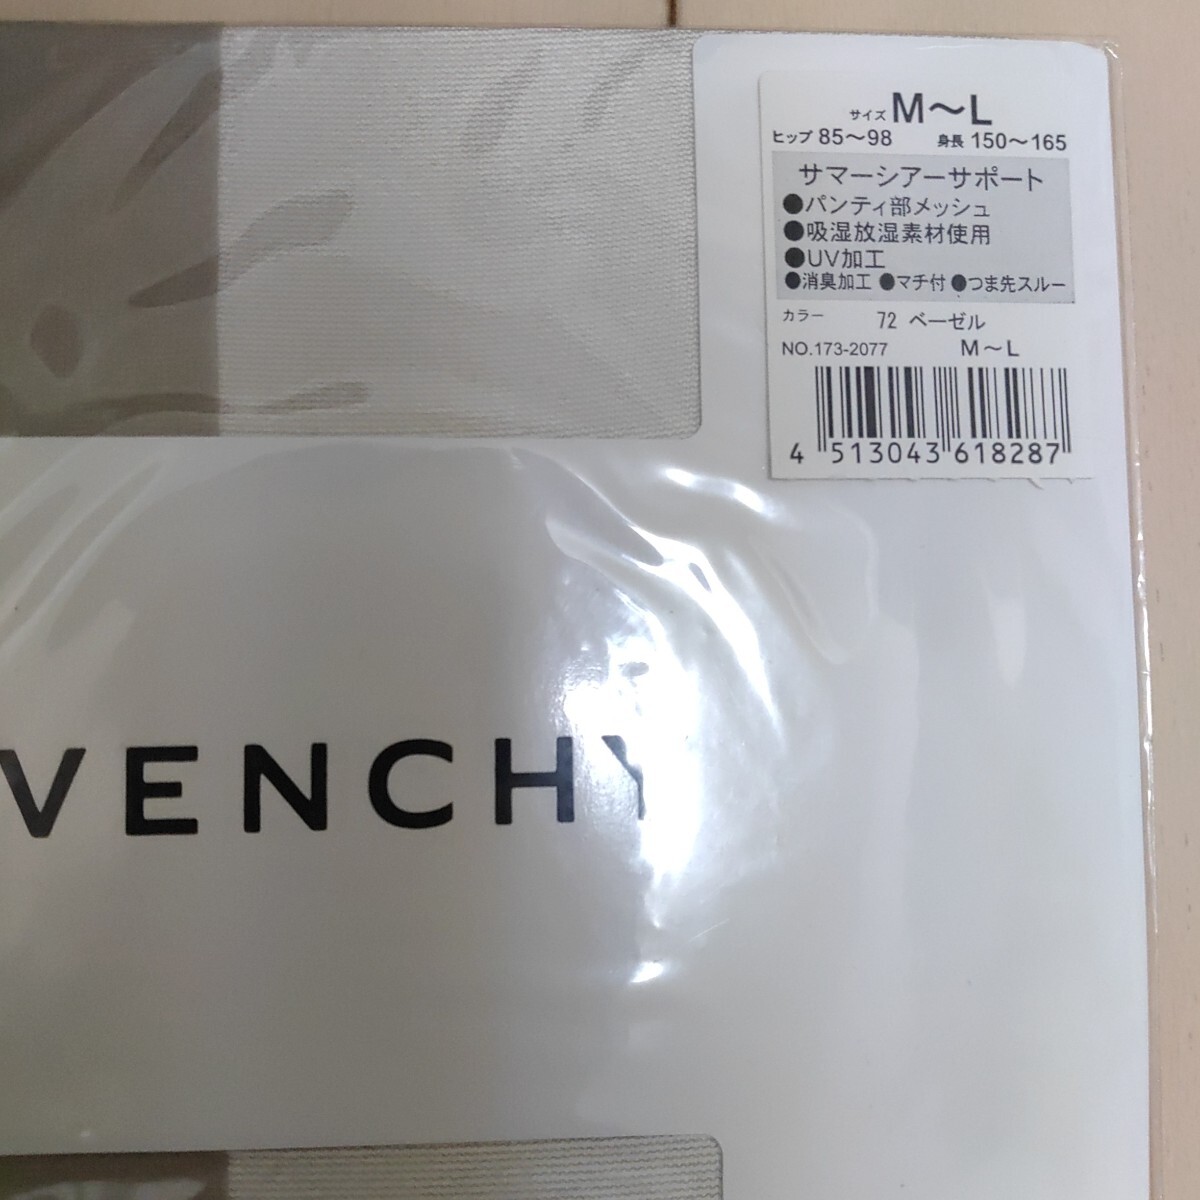 サイズ M〜L
ヒップ 85〜98 身長 150〜165
サマーシアーサポート
●パンティ部メッシュ
●吸湿放湿素材使用
●UV加工
●消臭加工 ●マチ付 ●つま先スルー
カラー 72 ベーゼル
NO.173-2077 M〜L
4 513043 618287
VENCHY